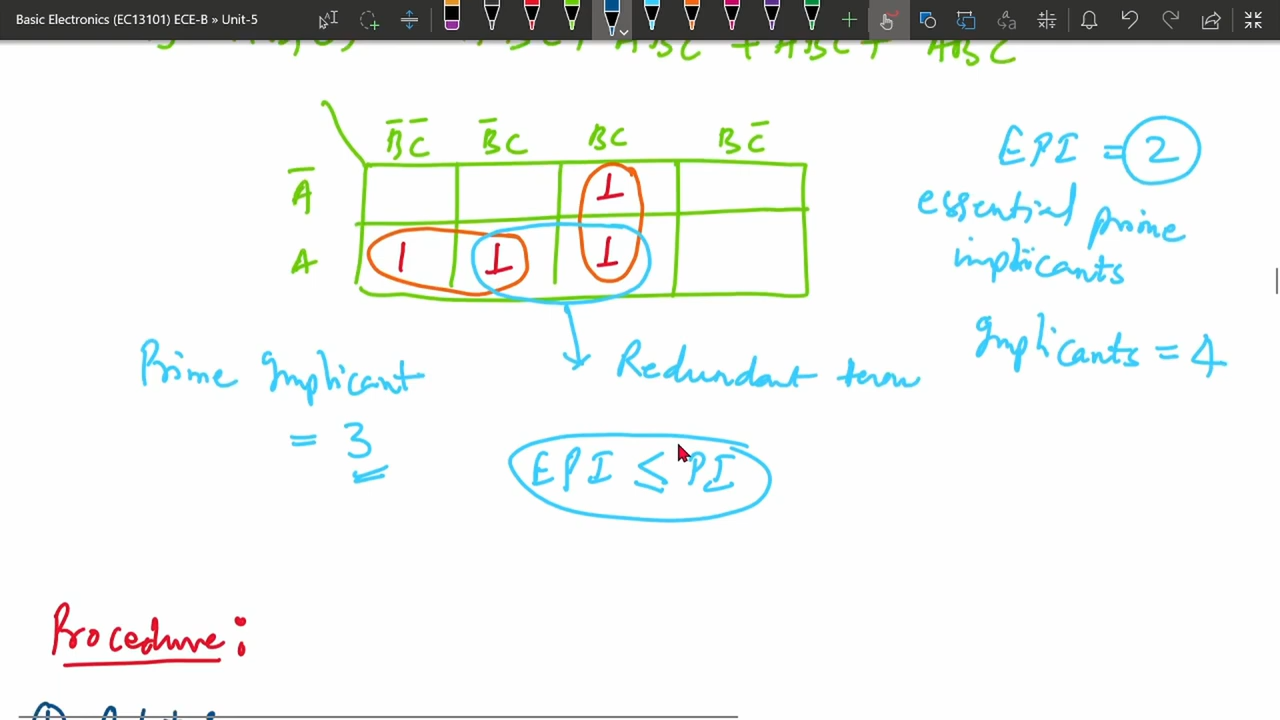 Basic Electronics (EC13101) ECE-B » Unit-5
B̅C̅ B̅C BC BC̅
A̅ 1
A 1 1 1
EPI = 2
essential prime
implicants
Implicants = 4
Prime Implicant
= 3
Redundant term
EPI ≤ PI
Procedure: